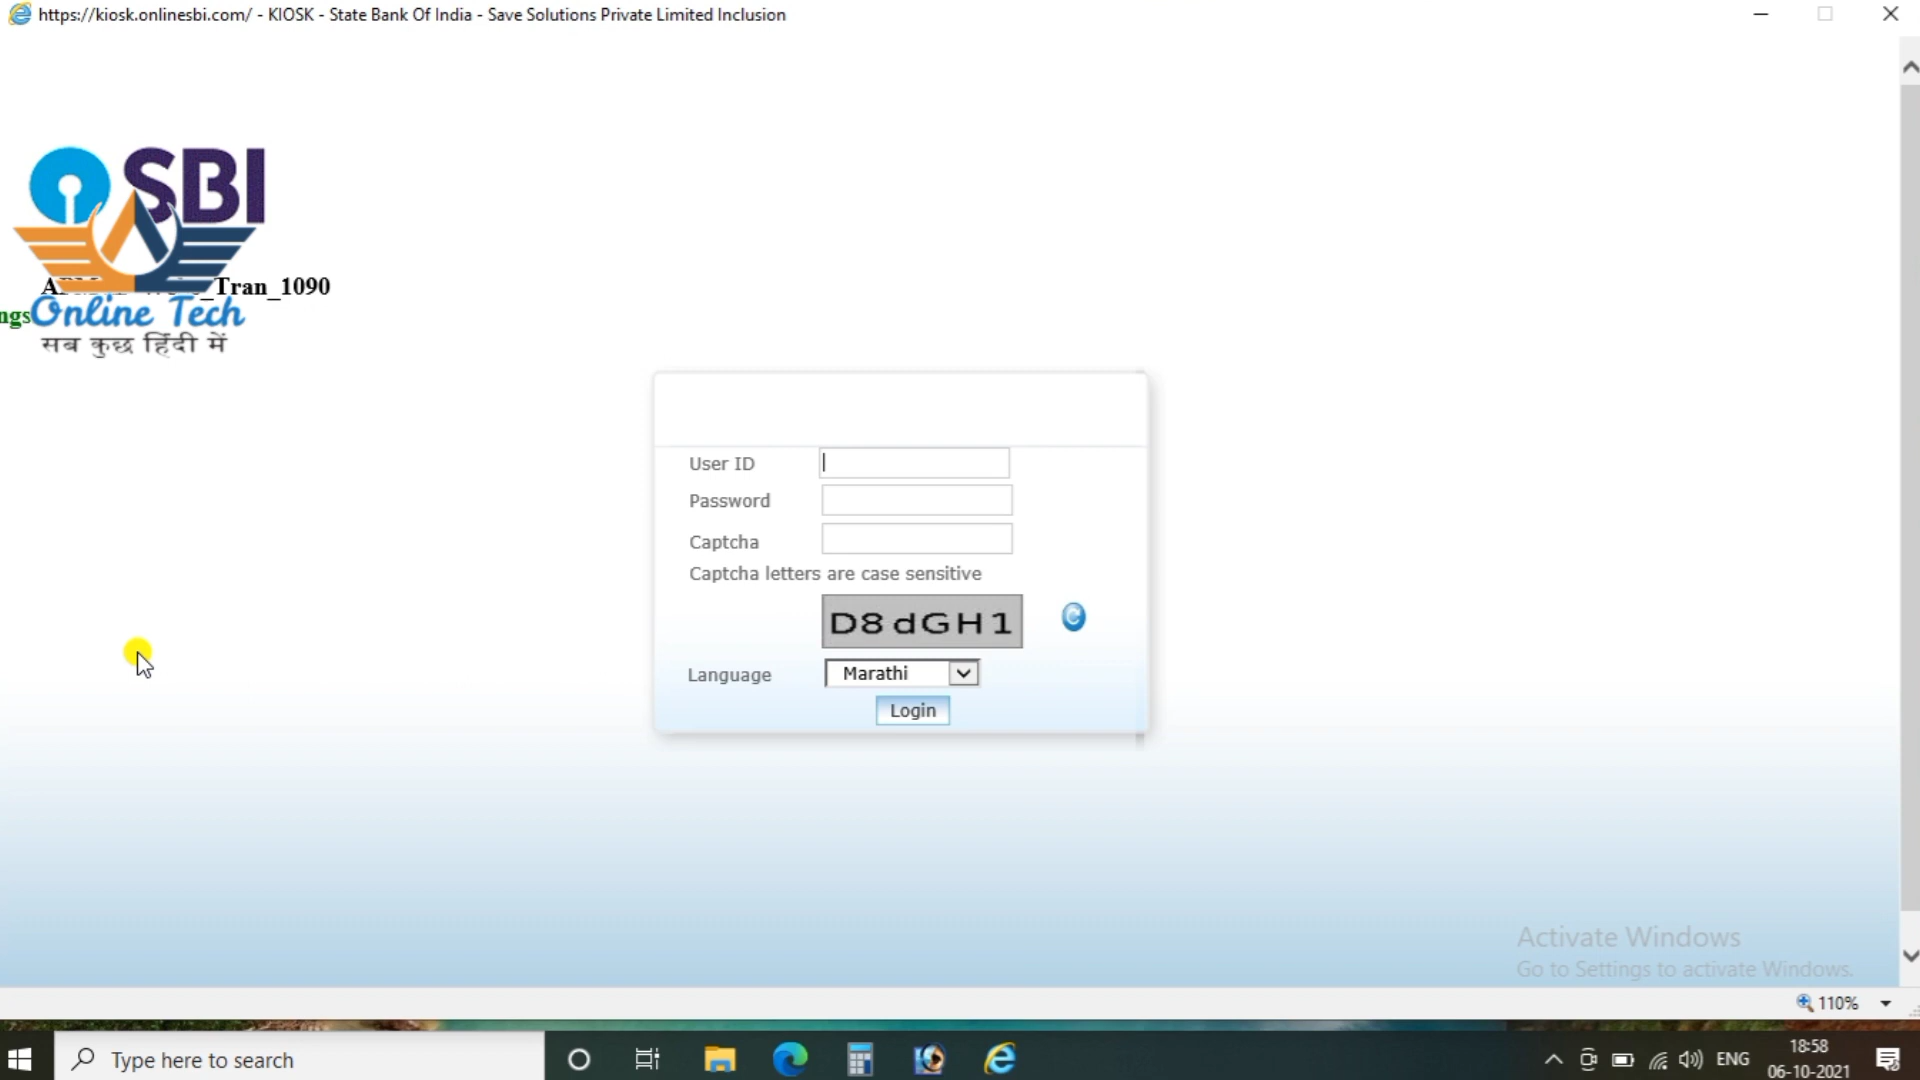 https://kiosk.onlinesbi.com/ - KIOSK - State Bank Of India - Save Solutions Private Limited Inclusion
SBI
_Tran_1090
ngs
Online Tech
सब कुछ हिंदी में
User ID
Password
Captcha
Captcha letters are case sensitive
D8dGH1
Language Marathi
Login
Activate Windows
Go to Settings to activate Windows.
110%
Type here to search
ENG
18:58
06-10-2021